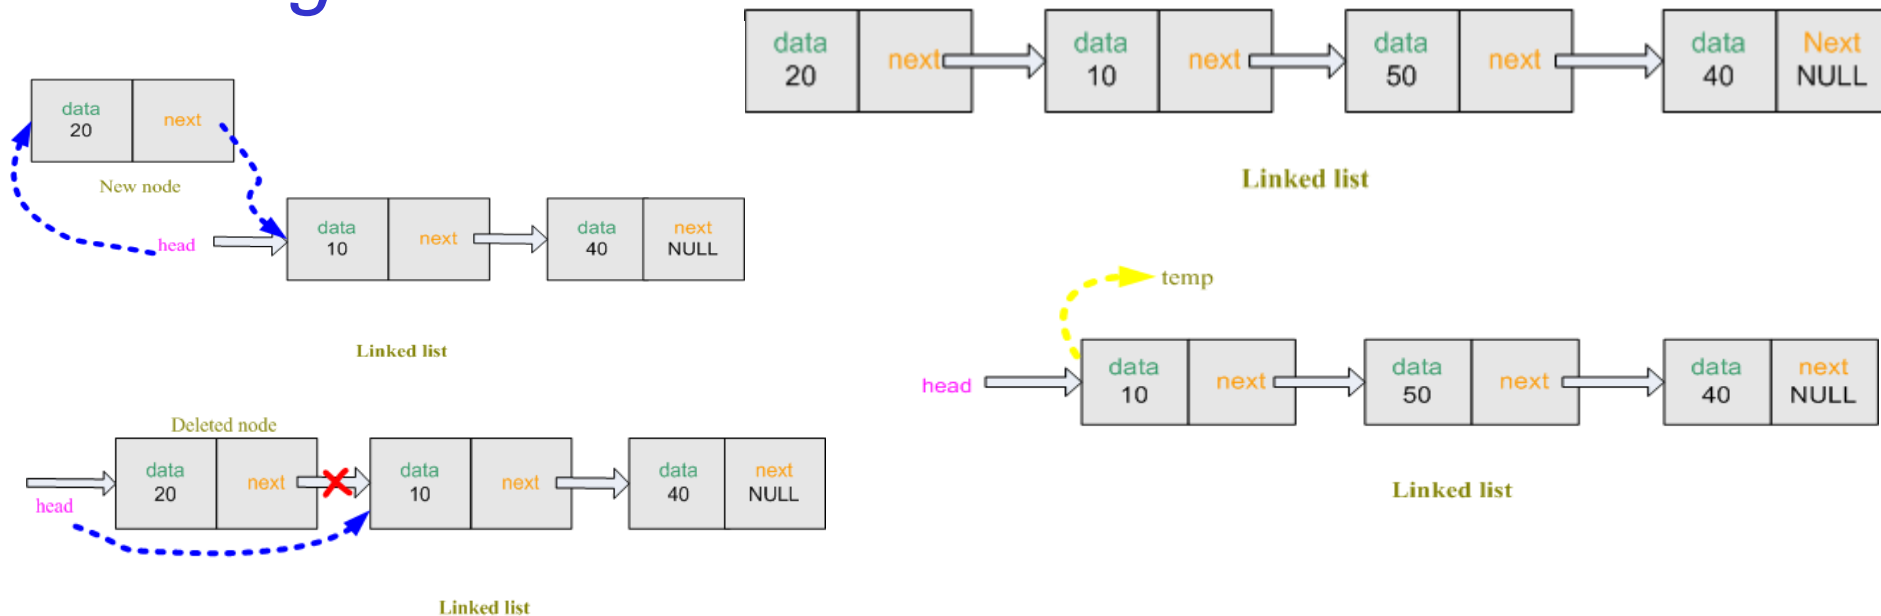 g
data
20
next
New node
head
data
10
next
data
40
next
NULL
Linked list
Deleted node
head
data
20
next
data
10
next
data
40
next
NULL
Linked list
data
20
next
data
10
next
data
50
next
data
40
Next
NULL
Linked list
temp
head
data
10
next
data
50
next
data
40
next
NULL
Linked list